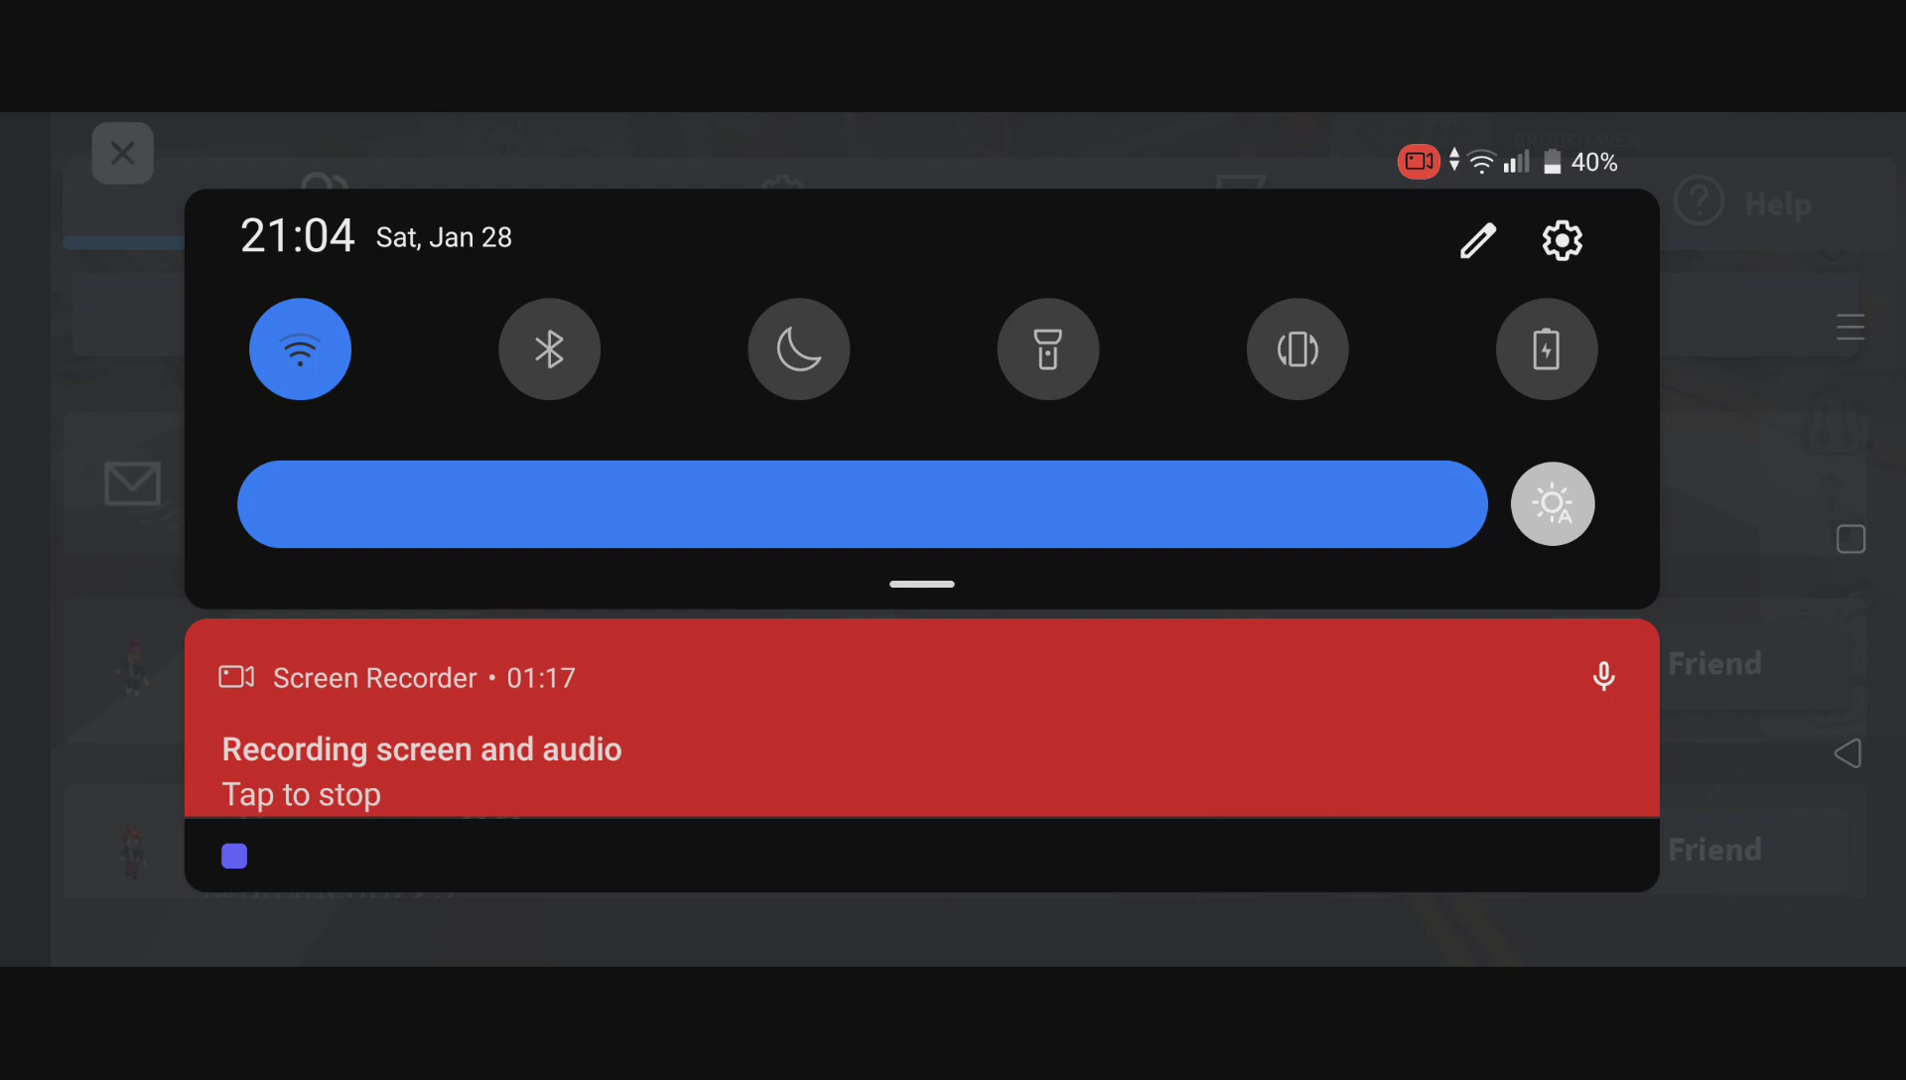 BROOKHAVEN
40%
Help
21:04 Sat, Jan 28
Screen Recorder • 01:17
Recording screen and audio
Tap to stop
Friend
Friend